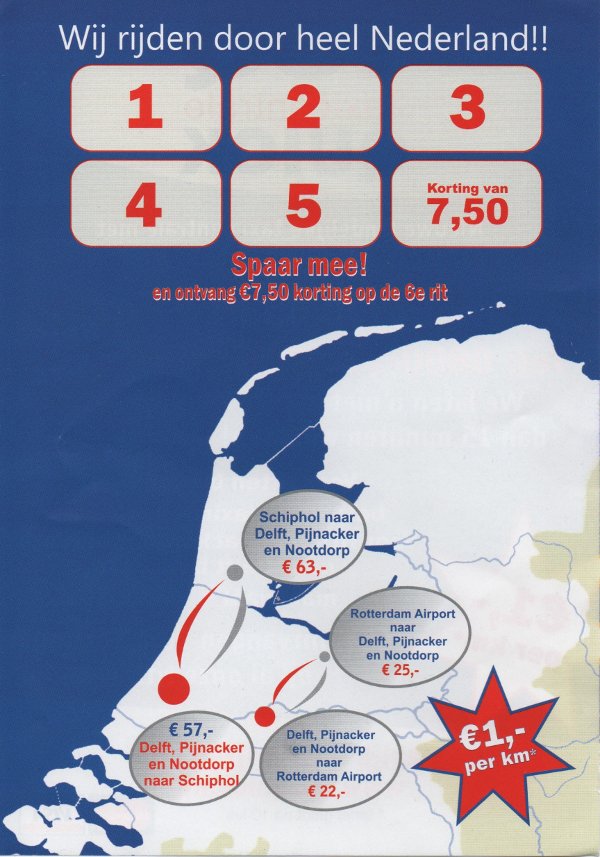 Wij rijden door heel Nederland!!
1
2
3
4
5
Korting van
7,50
Spaar mee!
en ontvang €7,50 korting op de 6e rit
Schiphol naar
Delft, Pijnacker
en Nootdorp
€ 63,-
Rotterdam Airport
naar
Delft, Pijnacker
en Nootdorp
€ 25,-
€ 57,-
Delft, Pijnacker
en Nootdorp
naar Schiphol
Delft, Pijnacker
en Nootdorp
naar
Rotterdam Airport
€ 22,-
€1,-
per km*